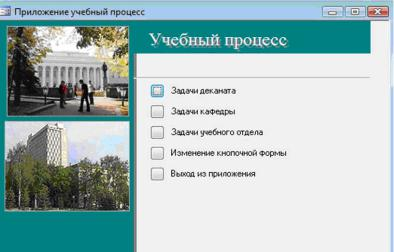 Приложение учебный процесс
Учебный процесс
Задачи деканата
Задачи кафедры
Задачи учебного отдела
Изменение кнопочной формы
Выход из приложения